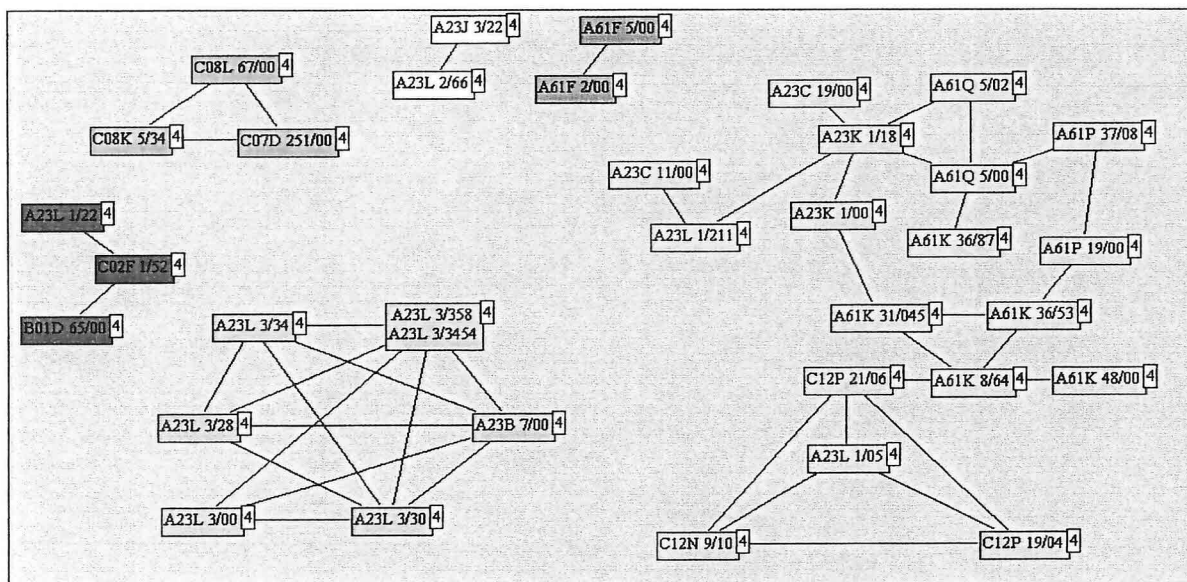 A23J 3/22 4
A61F 5/00 4
C08L 67/00 4
A23L 2/66 4
A61F 2/00 4
A23C 19/00 4
A61Q 5/02 4
C08K 5/34 4
C07D 251/00 4
A23K 1/18 4
A61P 37/08 4
A23C 11/00 4
A61Q 5/00 4
A23L 1/22 4
A23K 1/00 4
A23L 1/211 4
A61K 36/87 4
A61P 19/00 4
C02F 1/52 4
B01D 65/00 4
A23L 3/34 4
A23L 3/358 4
A23L 3/3454
A61K 31/045 4
A61K 36/53 4
C12P 21/06 4
A61K 8/64 4
A61K 48/00 4
A23L 3/28 4
A23B 7/00 4
A23L 1/05 4
A23L 3/00 4
A23L 3/30 4
C12N 9/10 4
C12P 19/04 4